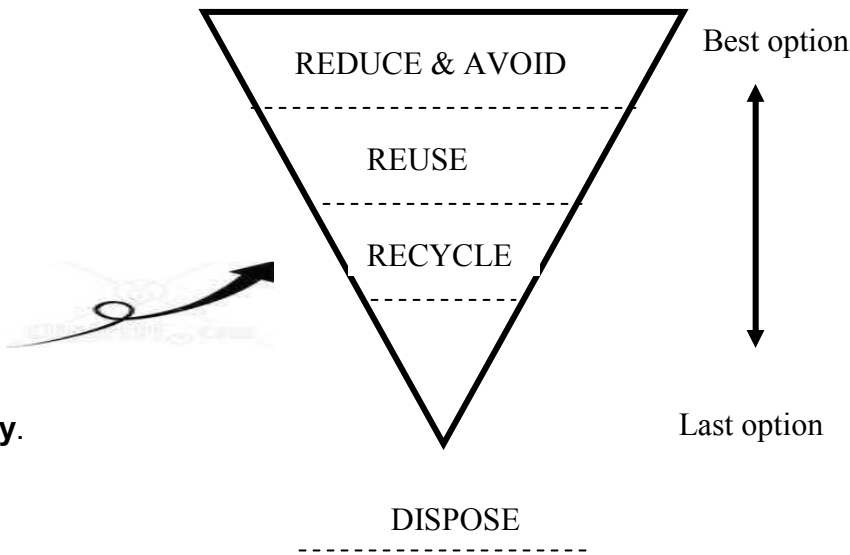 Best option
REDUCE & AVOID
REUSE
RECYCLE
y.
Last option
DISPOSE